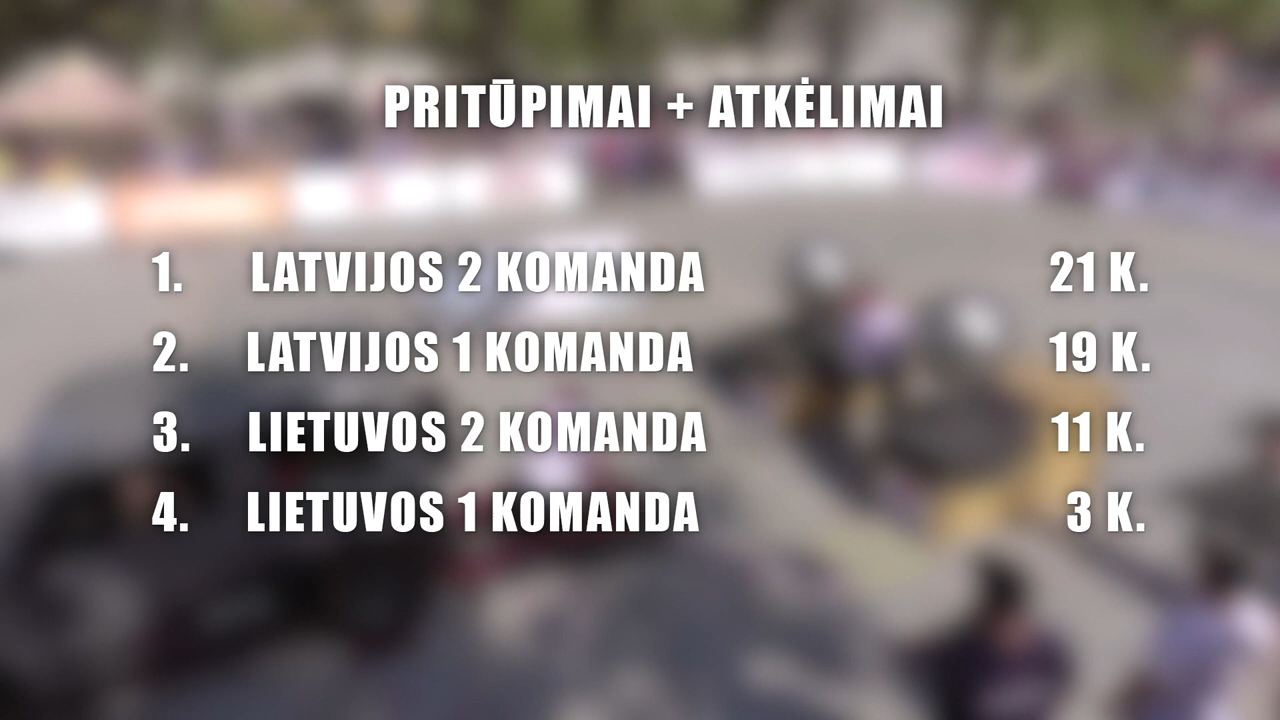 PRITŪPIMAI + ATKĖLIMAI
1. LATVIJOS 2 KOMANDA 21 K.
2. LATVIJOS 1 KOMANDA 19 K.
3. LIETUVOS 2 KOMANDA 11 K.
4. LIETUVOS 1 KOMANDA 3 K.